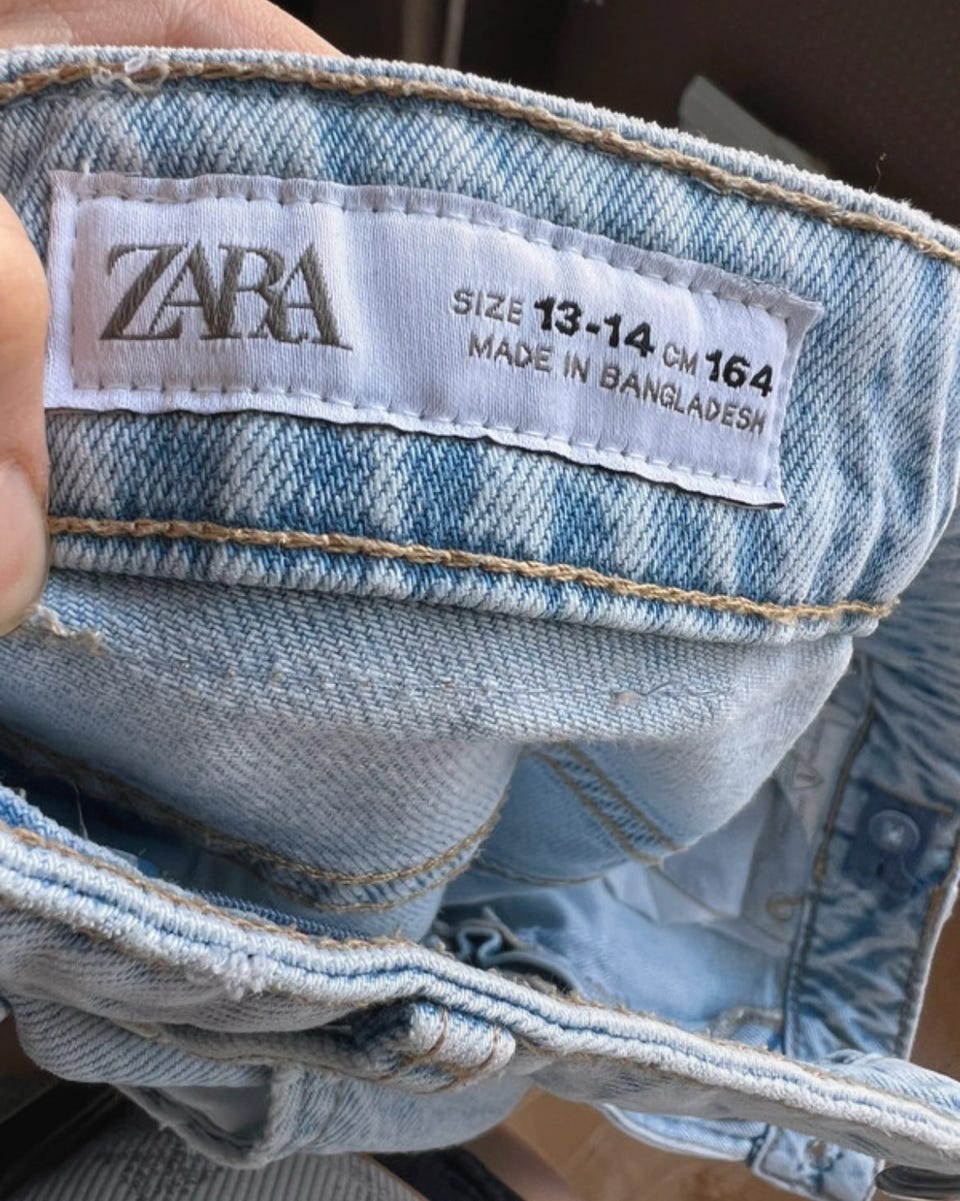 ZARA
SIZE 13-14 CM 164
MADE IN BANGLADESH